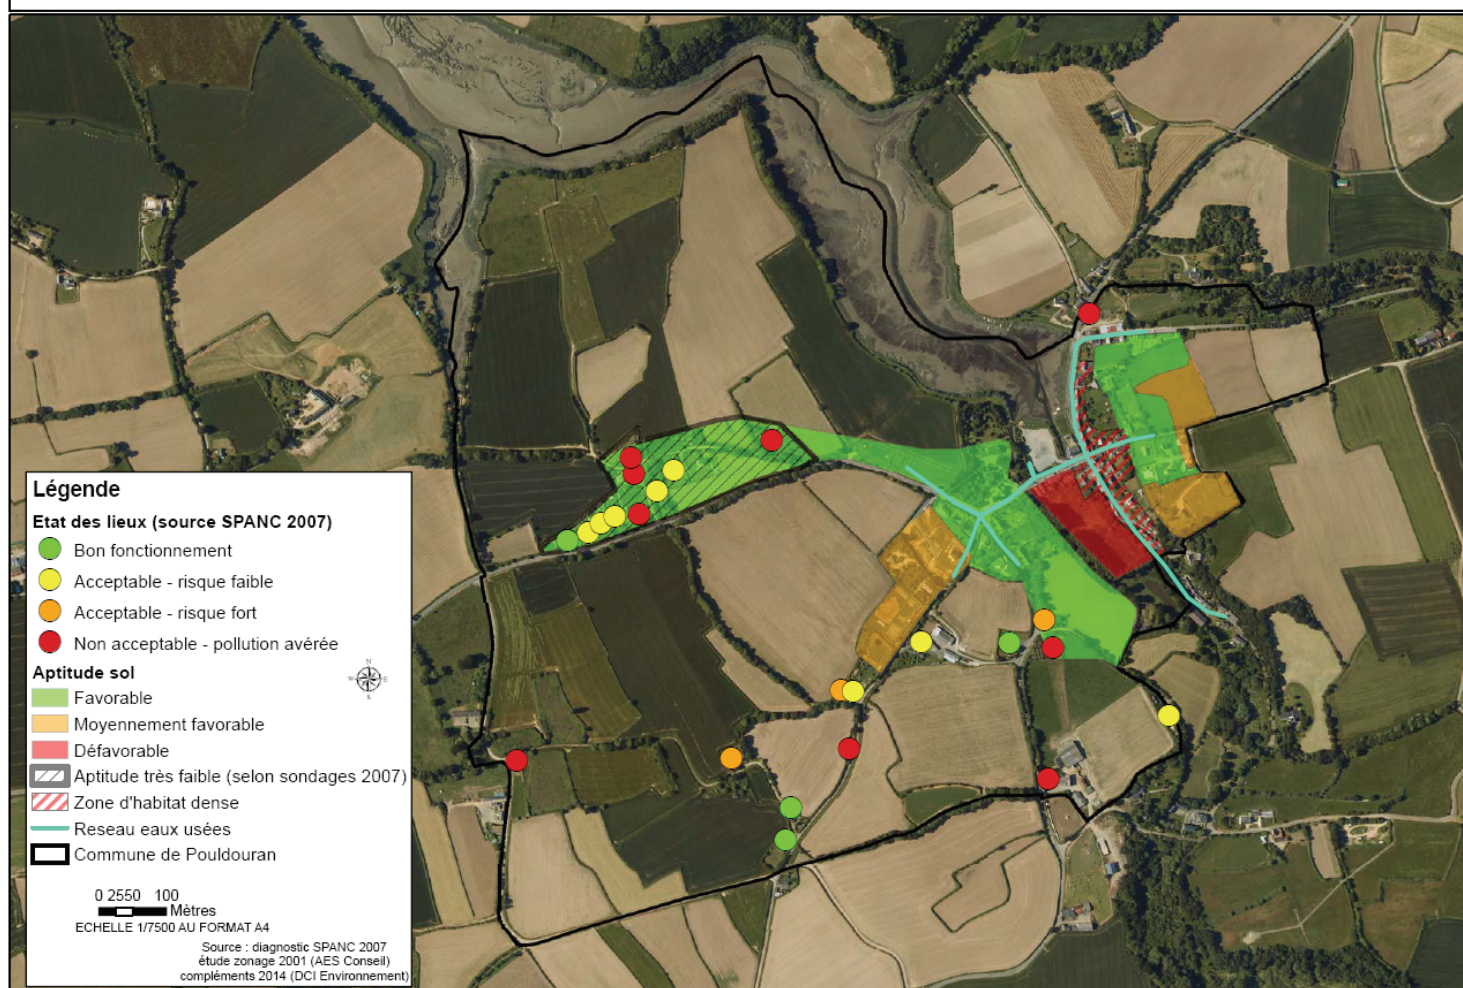 Légende
Etat des lieux (source SPANC 2007)
Bon fonctionnement
Acceptable - risque faible
Acceptable - risque fort
Non acceptable - pollution avérée
Aptitude sol
N
W E
S
Favorable
Moyennement favorable
Défavorable
Aptitude très faible (selon sondages 2007)
Zone d'habitat dense
Reseau eaux usées
Commune de Pouldouran
0 2550 100
Mètres
ECHELLE 1/7500 AU FORMAT A4
Source : diagnostic SPANC 2007
étude zonage 2001 (AES Conseil)
compléments 2014 (DCI Environnement)